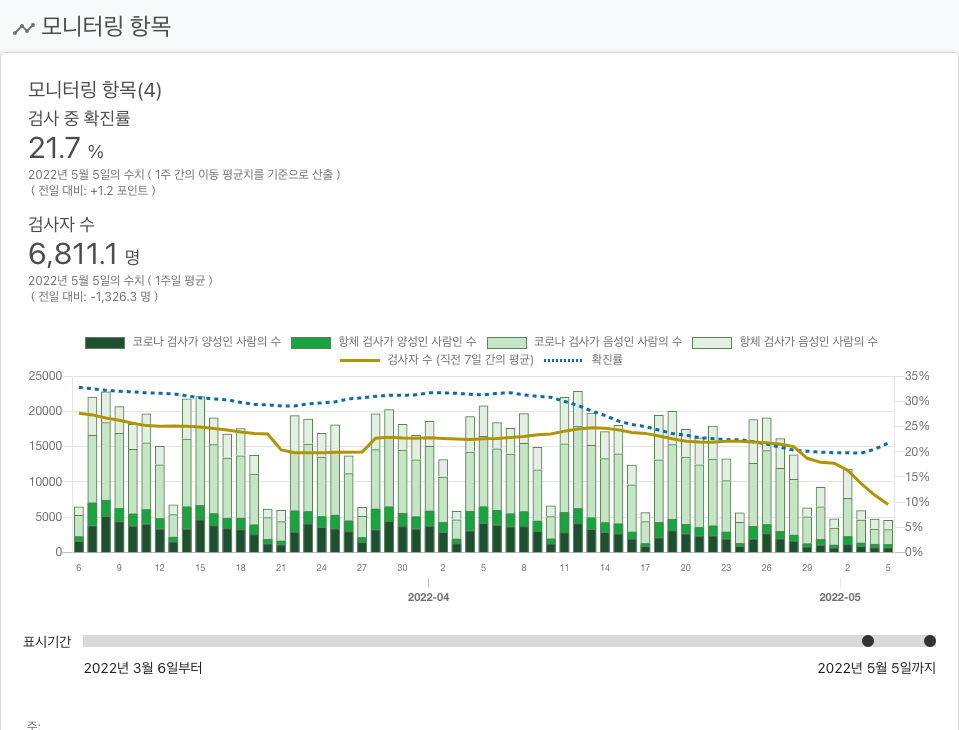 모니터링 항목
모니터링 항목(4)
검사 중 확진률
21.7 %
2022년 5월 5일의 수치 ( 1주 간의 이동 평균치를 기준으로 산출 )
( 전일 대비: +1.2 포인트 )
검사자 수
6,811.1 명
2022년 5월 5일의 수치 ( 1주일 평균 )
( 전일 대비: -1,326.3 명 )
코로나 검사가 양성인 사람의 수 항체 검사가 양성인 사람인 수 코로나 검사가 음성인 사람의 수 항체 검사가 음성인 사람의 수
검사자 수 (직전 7일 간의 평균) 확진률
25000 35%
20000 30%
25%
15000 20%
10000 15%
10%
5000 5%
0 0%
6 9 12 15 18 21 24 27 30 2 5 8 11 14 17 20 23 26 29 2 5
2022-04 2022-05
표시기간
2022년 3월 6일부터 2022년 5월 5일까지
주: